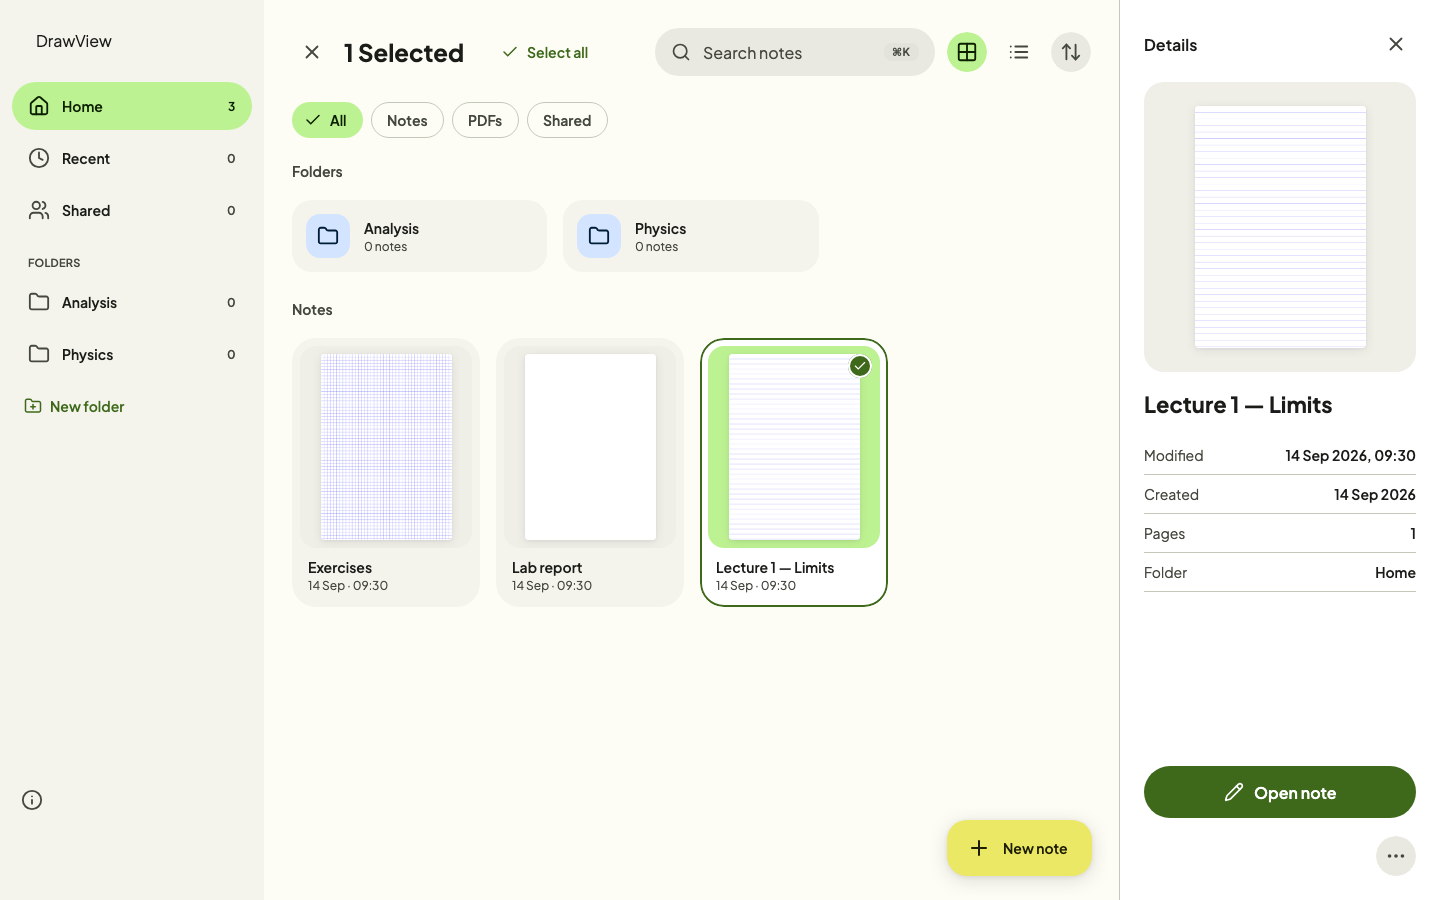 DrawView
Home 3
Recent 0
Shared 0
FOLDERS
Analysis 0
Physics 0
New folder
1 Selected
Select all
Search notes
⌘K
All
Notes
PDFs
Shared
Folders
Analysis
0 notes
Physics
0 notes
Notes
Exercises
14 Sep · 09:30
Lab report
14 Sep · 09:30
Lecture 1 — Limits
14 Sep · 09:30
New note
Details
Lecture 1 — Limits
Modified 14 Sep 2026, 09:30
Created 14 Sep 2026
Pages 1
Folder Home
Open note